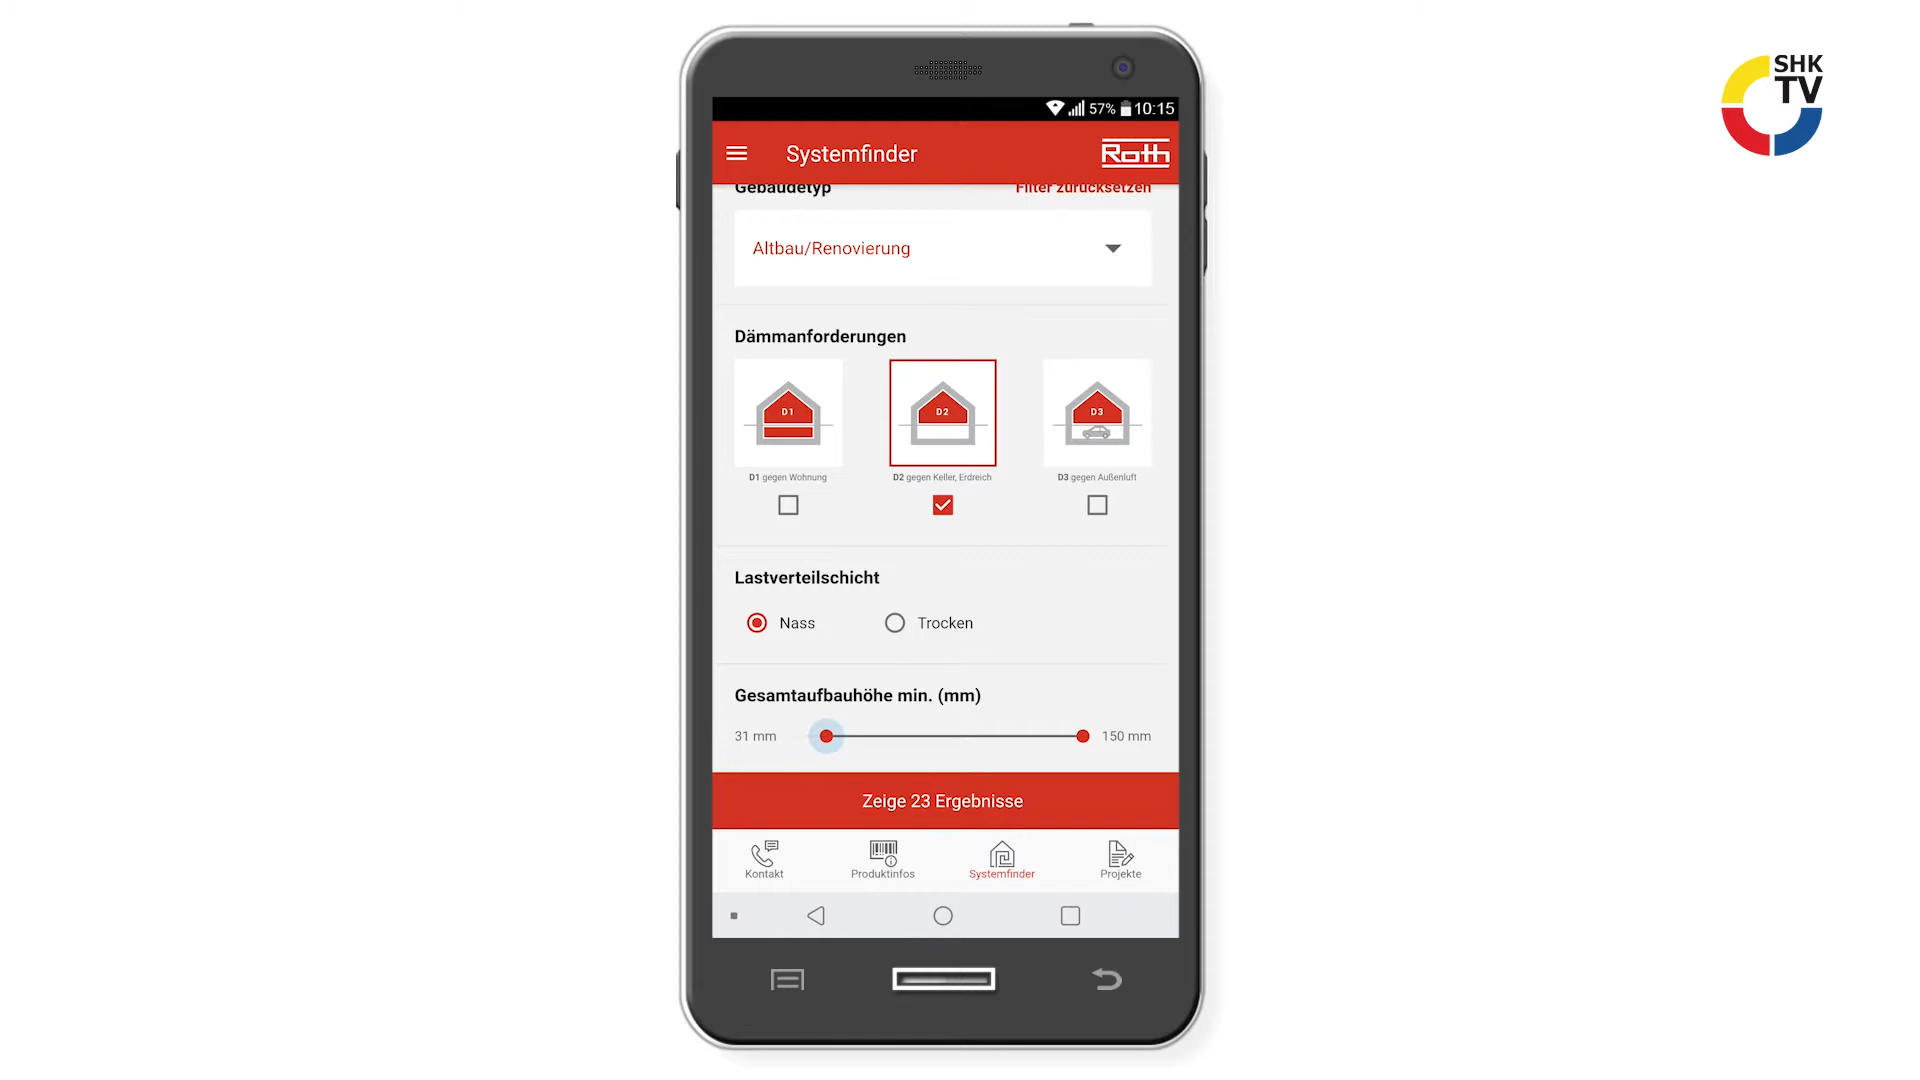 SHK
TV
57% 10:15
Systemfinder
Roth
Gebäudetyp
Filter zurücksetzen
Altbau/Renovierung
Dämmanforderungen
D1
D2
D3
D1 gegen Wohnung
D2 gegen Keller, Erdreich
D3 gegen Außenluft
Lastverteilschicht
Nass
Trocken
Gesamtaufbauhöhe min. (mm)
31 mm
150 mm
Zeige 23 Ergebnisse
Kontakt
Produktinfos
Systemfinder
Projekte